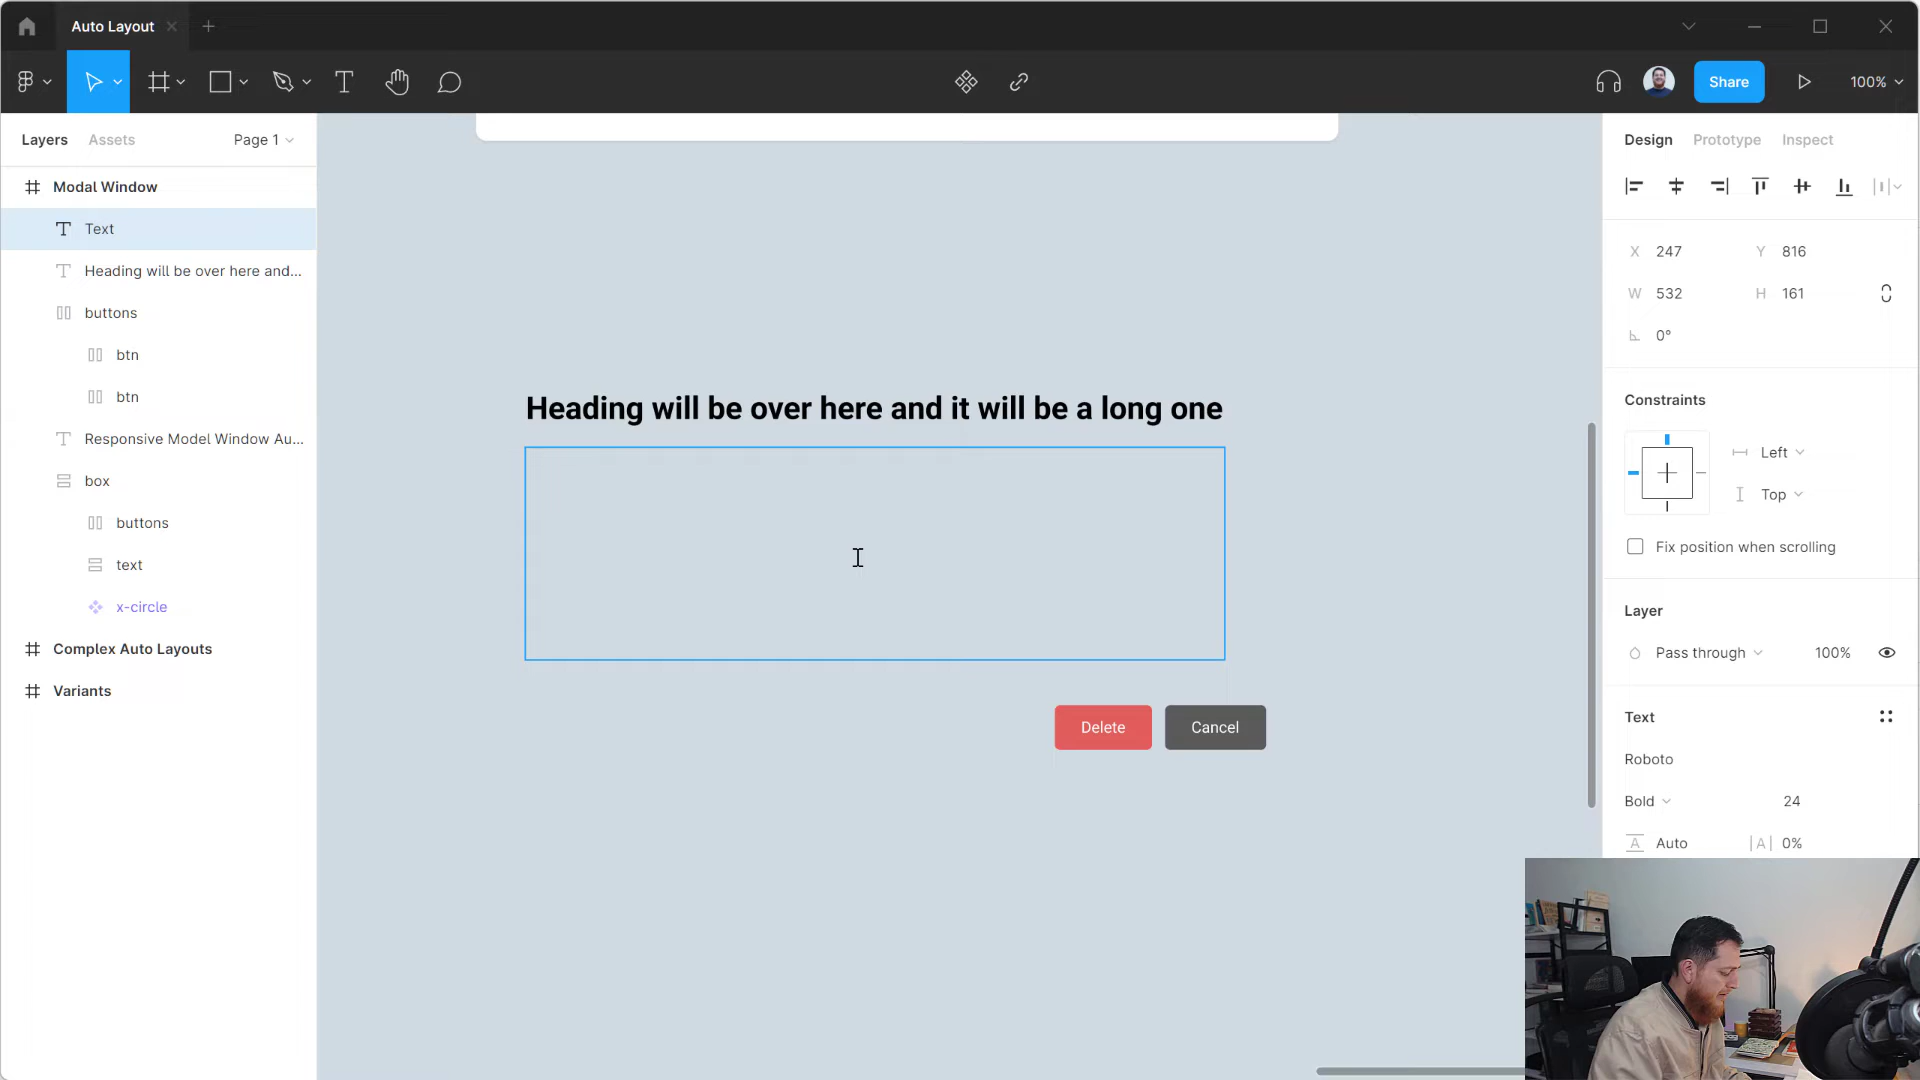 Auto Layout
Share
100%
Layers
Assets
Page 1
Modal Window
Text
Heading will be over here and...
buttons
btn
btn
Responsive Model Window Au...
box
buttons
text
x-circle
Complex Auto Layouts
Variants
Heading will be over here and it will be a long one
Delete
Cancel
Design
Prototype
Inspect
X 247
Y 816
W 532
H 161
0°
Constraints
Left
Top
Fix position when scrolling
Layer
Pass through
100%
Text
Roboto
Bold
24
A Auto
|A| 0%